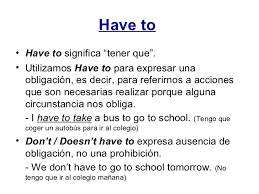 Have to
• Have to significa “tener que”.
• Utilizamos Have to para expresar una
obligación, es decir, para referirnos a acciones
que son necesarias realizar porque alguna
circunstancia nos obliga.
- I have to take a bus to go to school. (Tengo que
coger un autobús para ir al colegio)
• Don’t / Doesn’t have to expresa ausencia de
obligación, no una prohibición.
- We don’t have to go to school tomorrow. (No
tengo que ir al colegio mañana)